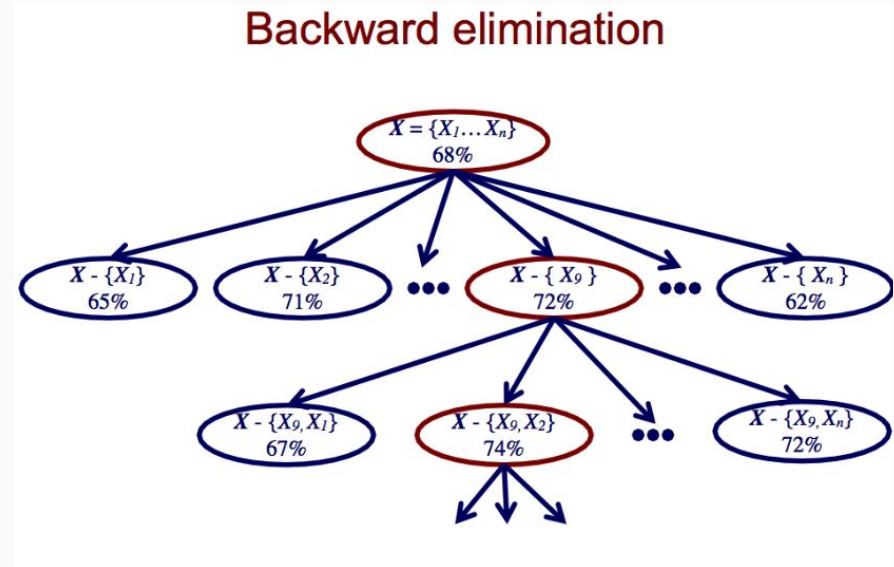 Backward elimination
X = {X1… Xn}
68%
X - {X1}
65%
X - {X2}
71%
•••
X - { X9 }
72%
•••
X - { Xn }
62%
X - {X9, X1}
67%
X - {X9, X2}
74%
•••
X - {X9, Xn}
72%